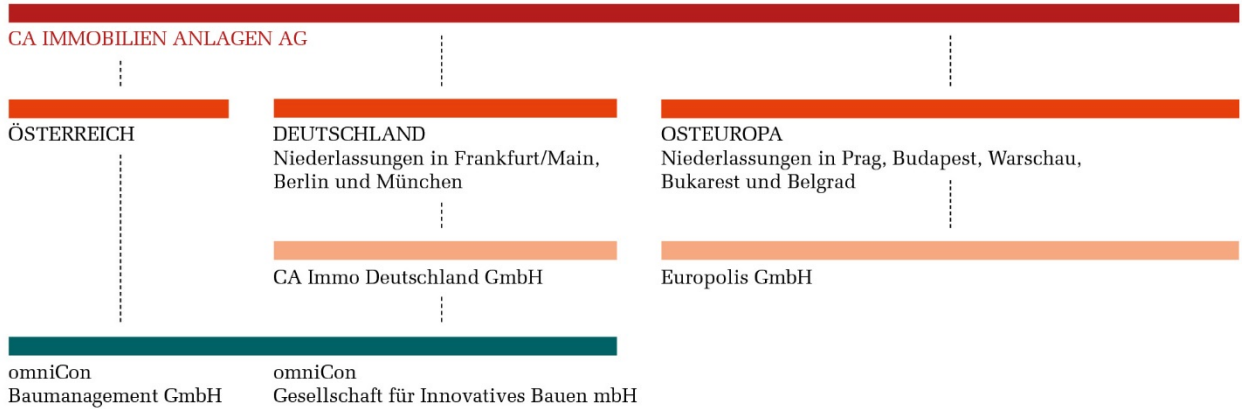 CA IMMOBILIEN ANLAGEN AG
ÖSTERREICH
DEUTSCHLAND
Niederlassungen in Frankfurt/Main,
Berlin und München
OSTEUROPA
Niederlassungen in Prag, Budapest, Warschau,
Bukarest und Belgrad
CA Immo Deutschland GmbH
Europolis GmbH
omniCon
Baumanagement GmbH
omniCon
Gesellschaft für Innovatives Bauen mbH